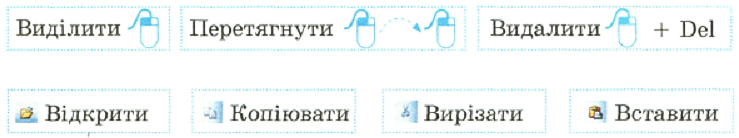 Виділити
Перетягнути
Видалити + Del
Відкрити
Копіювати
Вирізати
Вставити